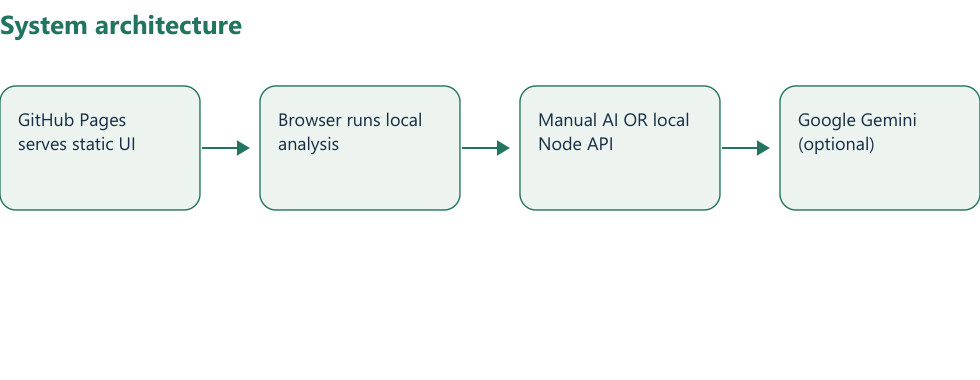 System architecture
GitHub Pages
serves static UI
Browser runs local
analysis
Manual AI OR local
Node API
Google Gemini
(optional)